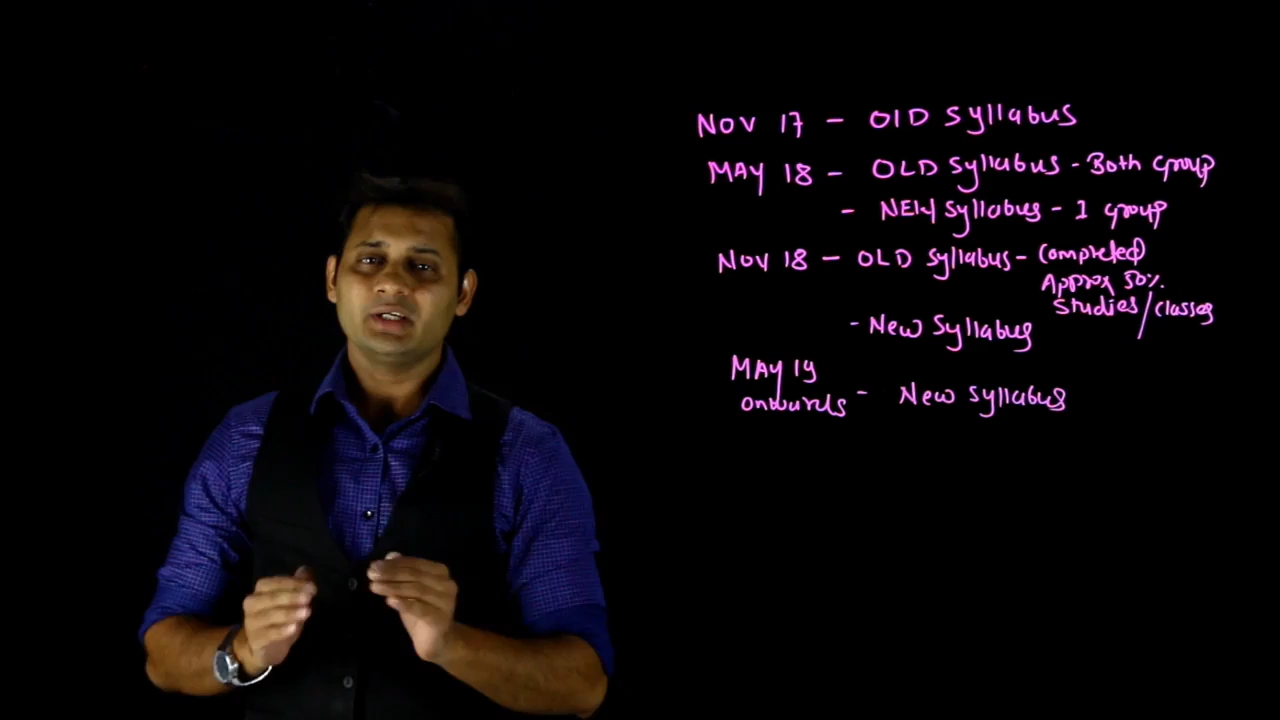 NOV 17 - OlD Syllabus
MAY 18 - OLD Syllabus - Both group
- NEW Syllabus - I group
NOV 18 - OLD Syllabus - Completed
Approx 50%
Studies/classes
- New Syllabus
MAY 19
onwards - New Syllabus